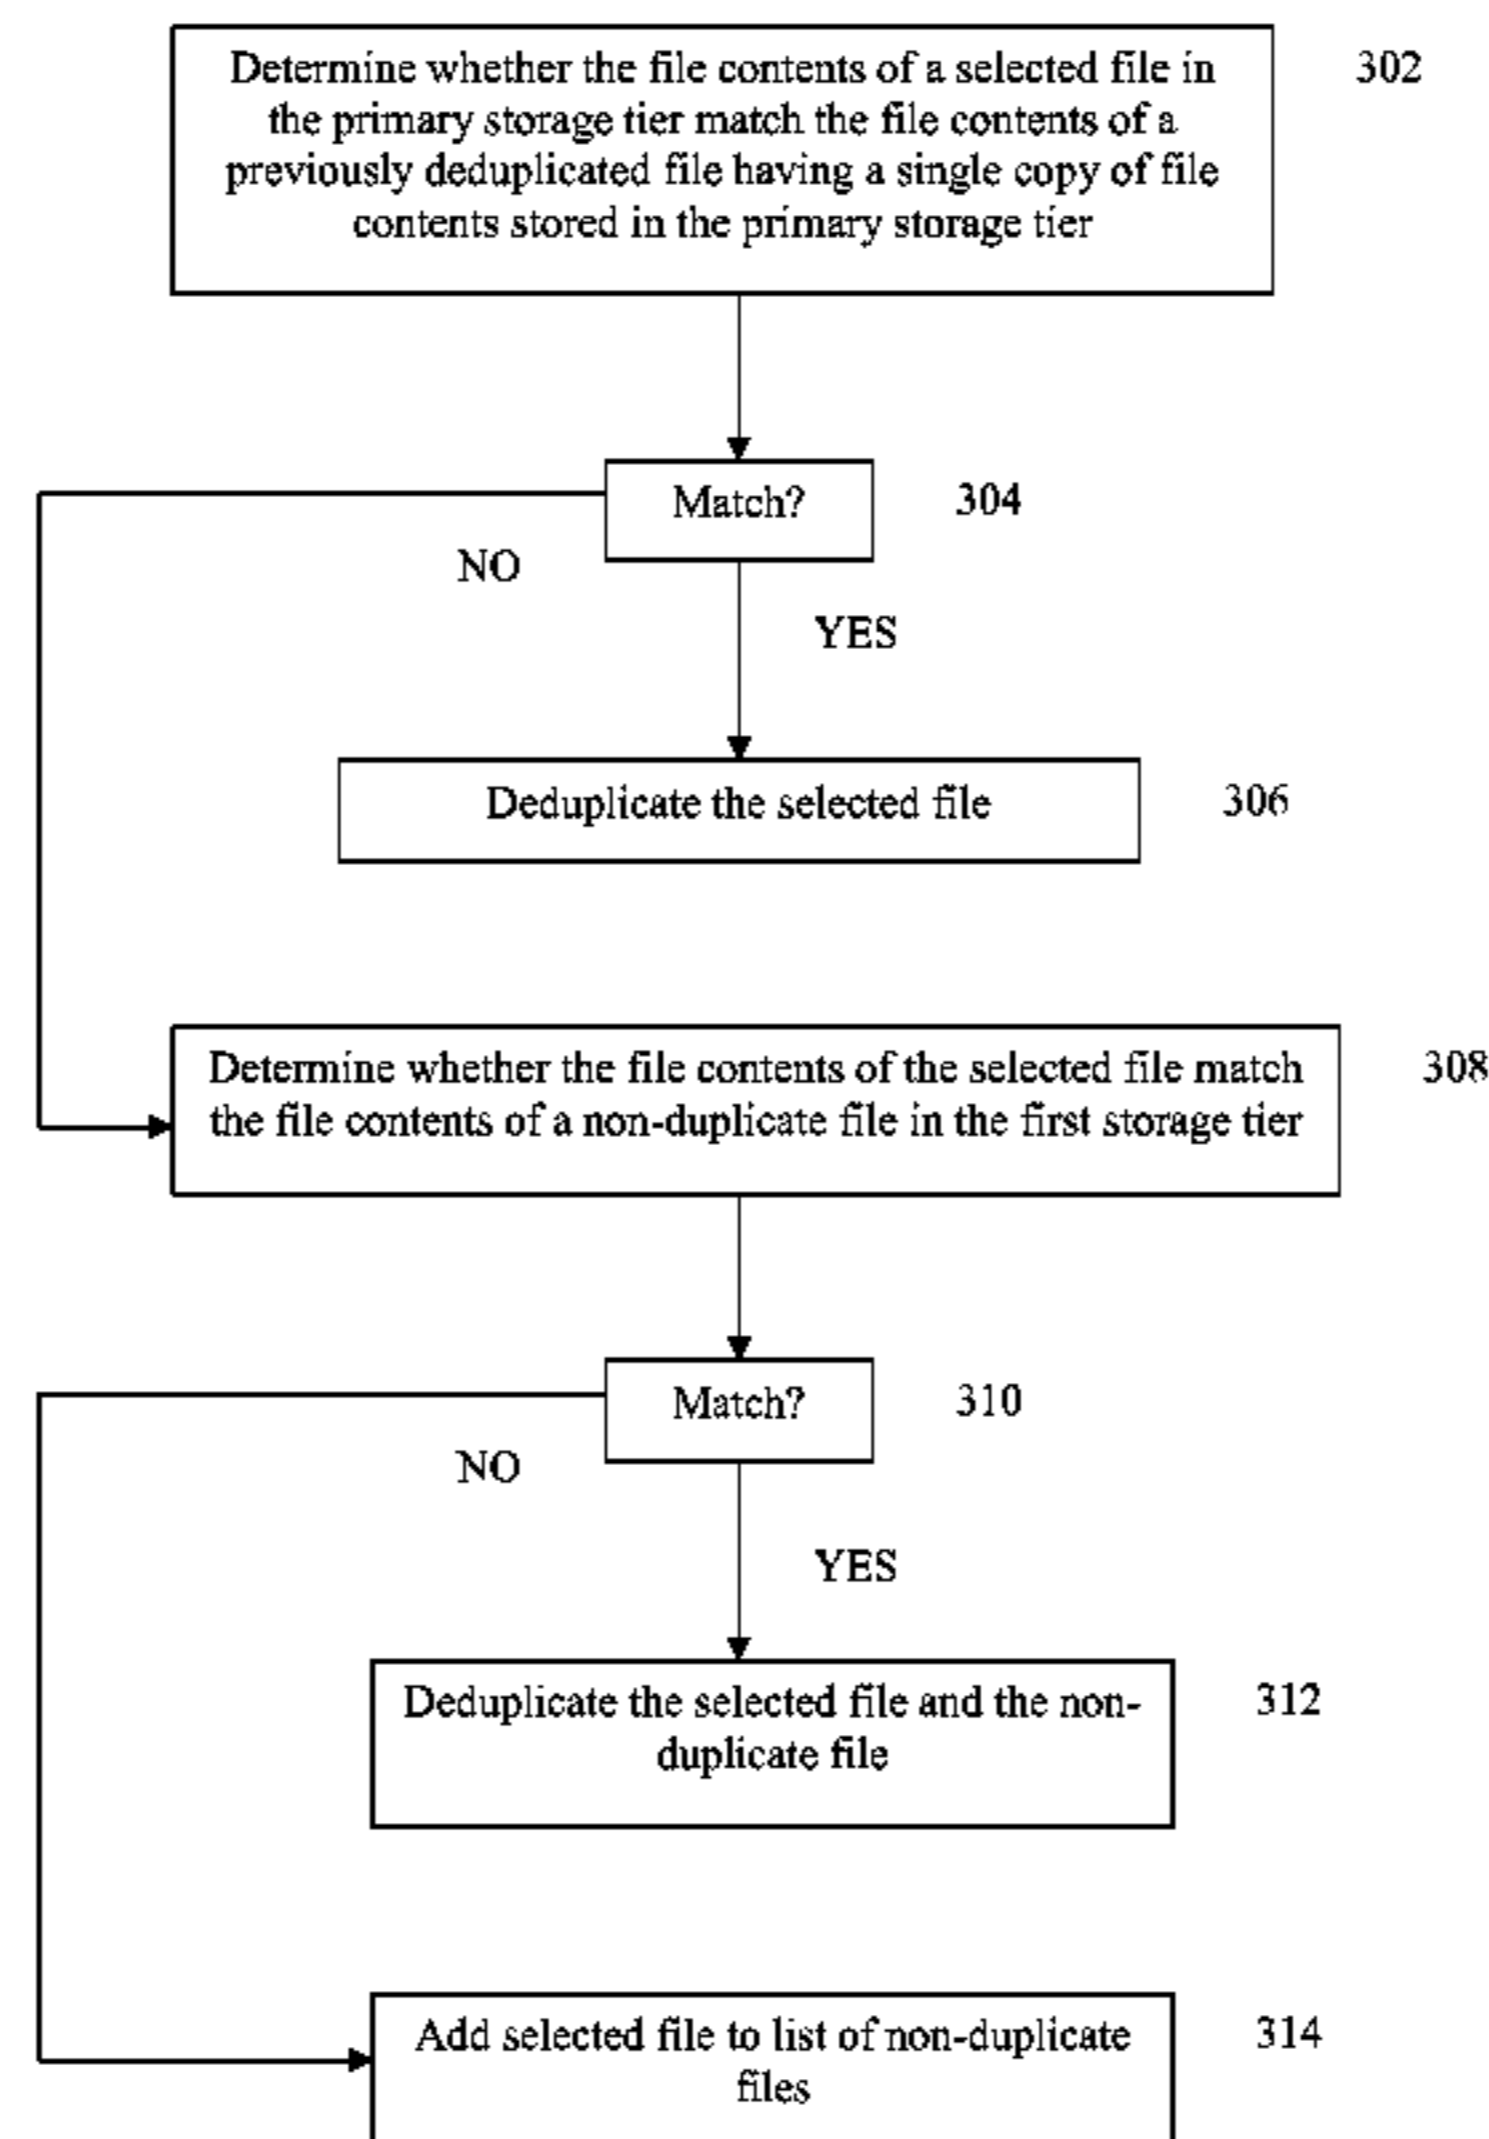 Determine whether the file contents of a selected file in
the primary storage tier match the file contents of a
previously deduplicated file having a single copy of file
contents stored in the primary storage tier
302
Match?
304
NO
YES
Deduplicate the selected file
306
Determine whether the file contents of the selected file match
the file contents of a non-duplicate file in the first storage tier
308
Match?
310
NO
YES
Deduplicate the selected file and the non-
duplicate file
312
Add selected file to list of non-duplicate
files
314